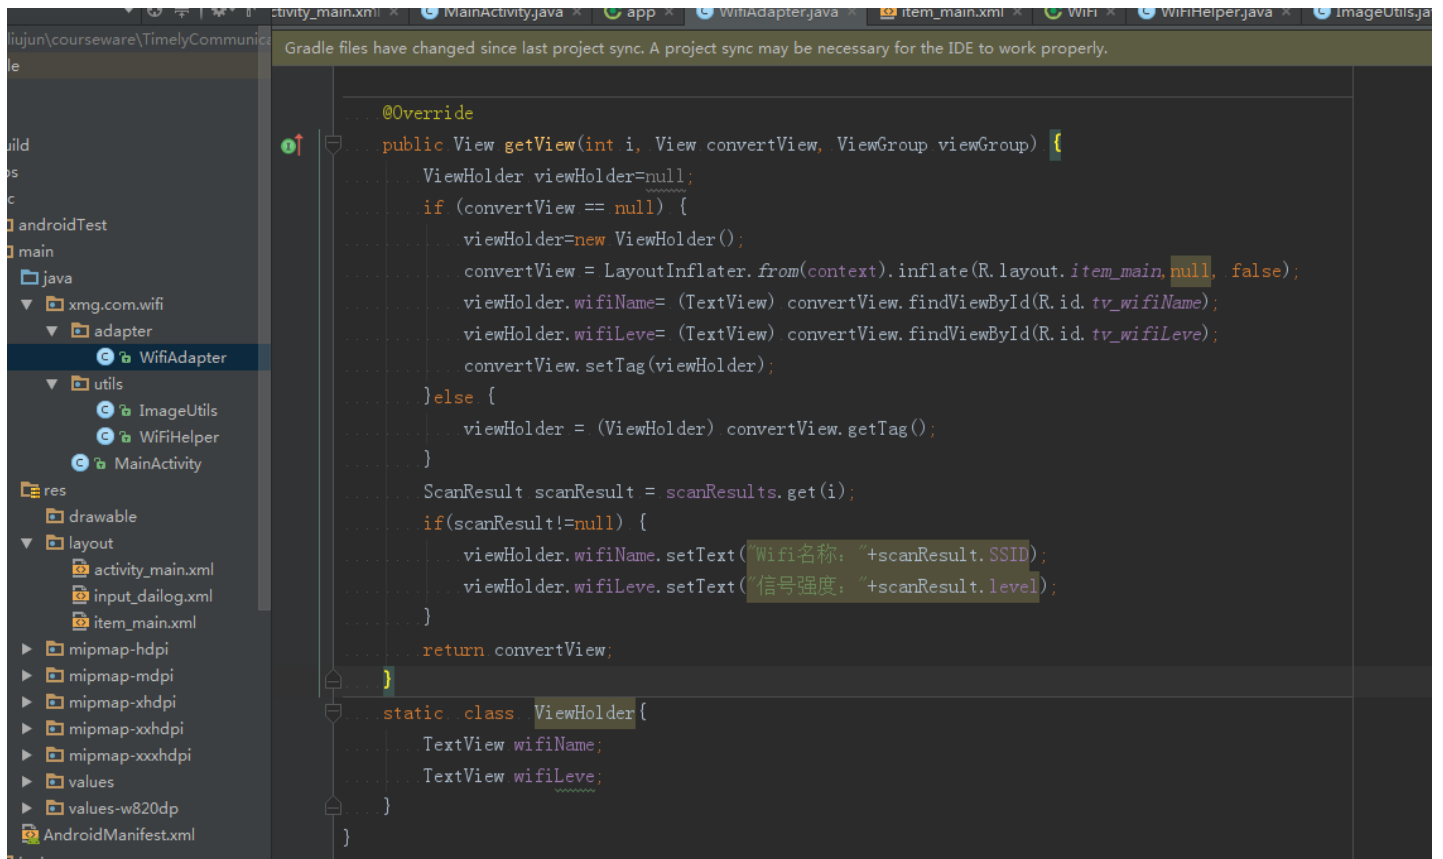 activity_main.xml
MainActivity.java
app
WifiAdapter.java
item_main.xml
WiFi
WiFiHelper.java
liujun\courseware\TimelyCommunica
Gradle files have changed since last project sync. A project sync may be necessary for the IDE to work properly.
androidTest
main
java
xmg.com.wifi
adapter
WifiAdapter
utils
ImageUtils
WiFiHelper
MainActivity
res
drawable
layout
activity_main.xml
input_dailog.xml
item_main.xml
mipmap-hdpi
mipmap-mdpi
mipmap-xhdpi
mipmap-xxhdpi
mipmap-xxxhdpi
values
values-w820dp
AndroidManifest.xml
@Override
public View getView(int i, View convertView, ViewGroup viewGroup) {
ViewHolder viewHolder=null;
if (convertView == null) {
viewHolder=new ViewHolder();
convertView = LayoutInflater.from(context).inflate(R.layout.item_main,null, false);
viewHolder.wifiName= (TextView) convertView.findViewById(R.id.tv_wifiName);
viewHolder.wifiLeve= (TextView) convertView.findViewById(R.id.tv_wifiLeve);
convertView.setTag(viewHolder);
}else {
viewHolder = (ViewHolder) convertView.getTag();
}
ScanResult scanResult = scanResults.get(i);
if(scanResult!=null) {
viewHolder.wifiName.setText("Wifi名称："+scanResult.SSID);
viewHolder.wifiLeve.setText("信号强度："+scanResult.level);
}
return convertView;
}
static class ViewHolder{
TextView wifiName;
TextView wifiLeve;
}
}